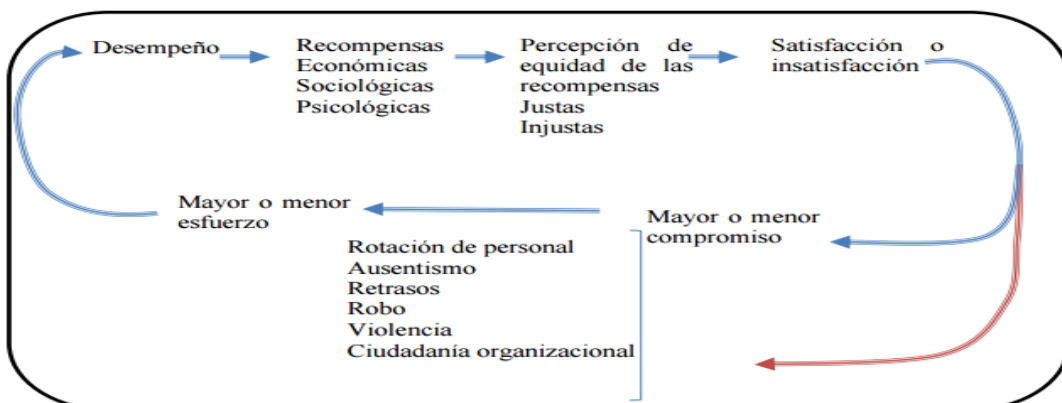 Desempeño
Recompensas
Económicas
Sociológicas
Psicológicas
Percepción de
equidad de las
recompensas
Justas
Injustas
Satisfacción o
insatisfacción
Mayor o menor
compromiso
Mayor o menor
esfuerzo
Rotación de personal
Ausentismo
Retrasos
Robo
Violencia
Ciudadanía organizacional